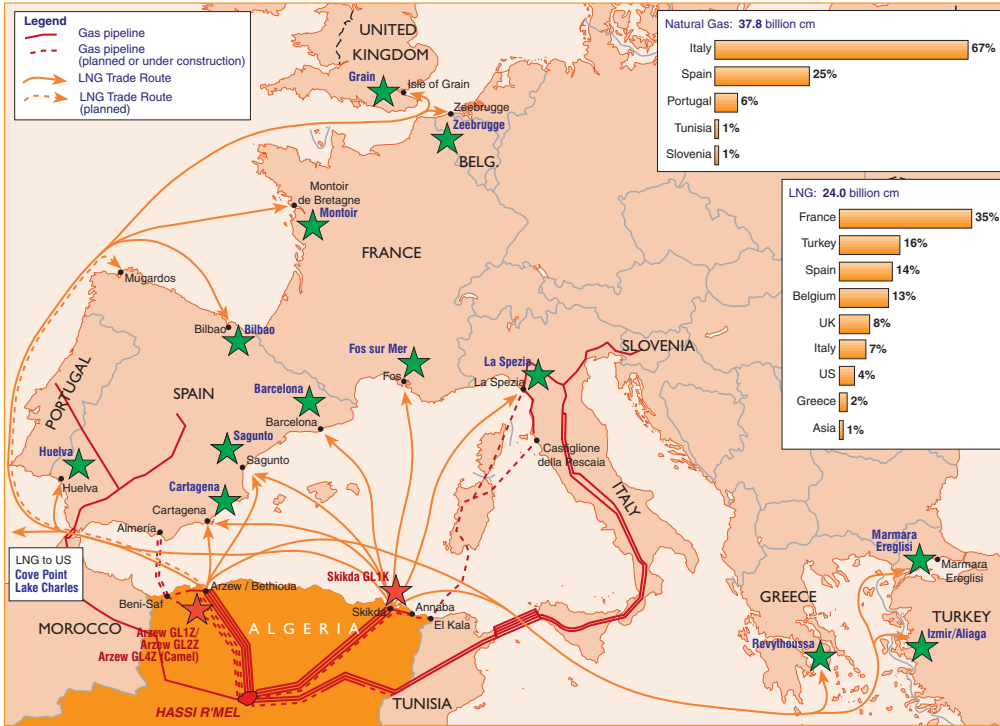 Legend
Gas pipeline
Gas pipeline
(planned or under construction)
LNG Trade Route
LNG Trade Route
(planned)
UNITED
KINGDOM
Grain
Isle of Grain
Zeebrugge
Zeebrugge
BELG.
Montoir
de Bretagne
Montoir
FRANCE
Mugardos
Bilbao
Bilbao
PORTUGAL
SPAIN
Fos sur Mer
Fos
La Spezia
La Spezia
SLOVENIA
Barcelona
Barcelona
Sagunto
Sagunto
Castiglione
della Pescaia
ITALY
Huelva
Huelva
Cartagena
Cartagena
Almería
LNG to US
Cove Point
Lake Charles
Arzew / Bethioua
Beni-Saf
Skikda GL1K
Skikda
Annaba
El Kala
MOROCCO
ALGERIA
Arzew GL1Z/
Arzew GL2Z
Arzew GL4Z (Camel)
HASSI R'MEL
TUNISIA
Marmara
Ereglisi
Marmara
Ereglisi
GREECE
TURKEY
Revythoussa
Izmir/Aliaga
Natural Gas: 37.8 billion cm
Italy 67%
Spain 25%
Portugal 6%
Tunisia 1%
Slovenia 1%
LNG: 24.0 billion cm
France 35%
Turkey 16%
Spain 14%
Belgium 13%
UK 8%
Italy 7%
US 4%
Greece 2%
Asia 1%